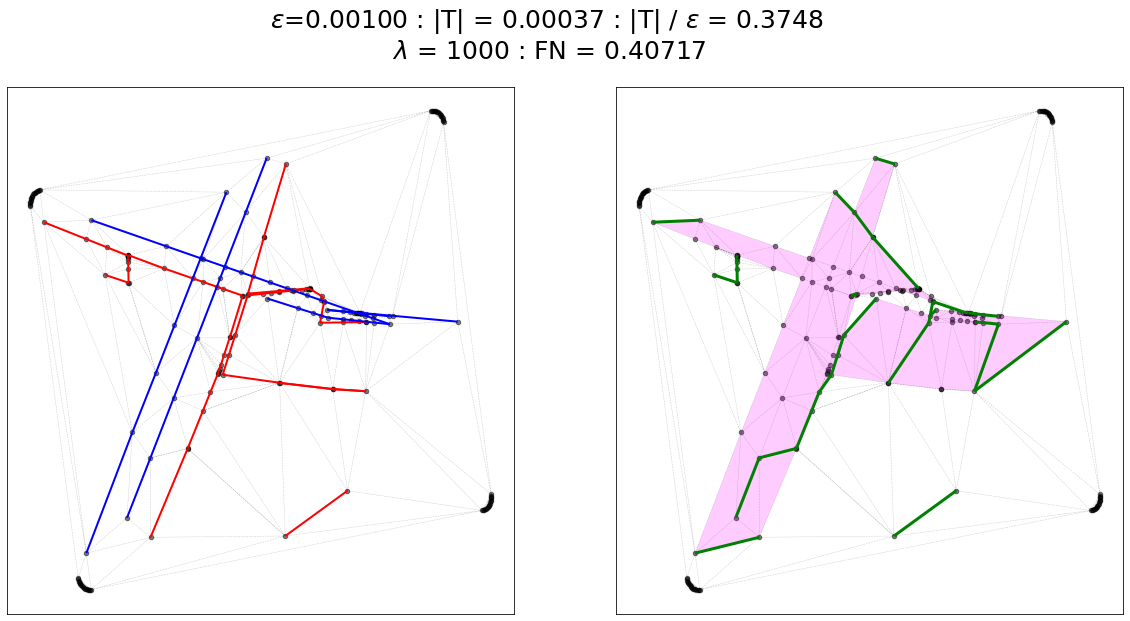 ε=0.00100 : |T| = 0.00037 : |T| / ε = 0.3748
λ = 1000 : FN = 0.40717